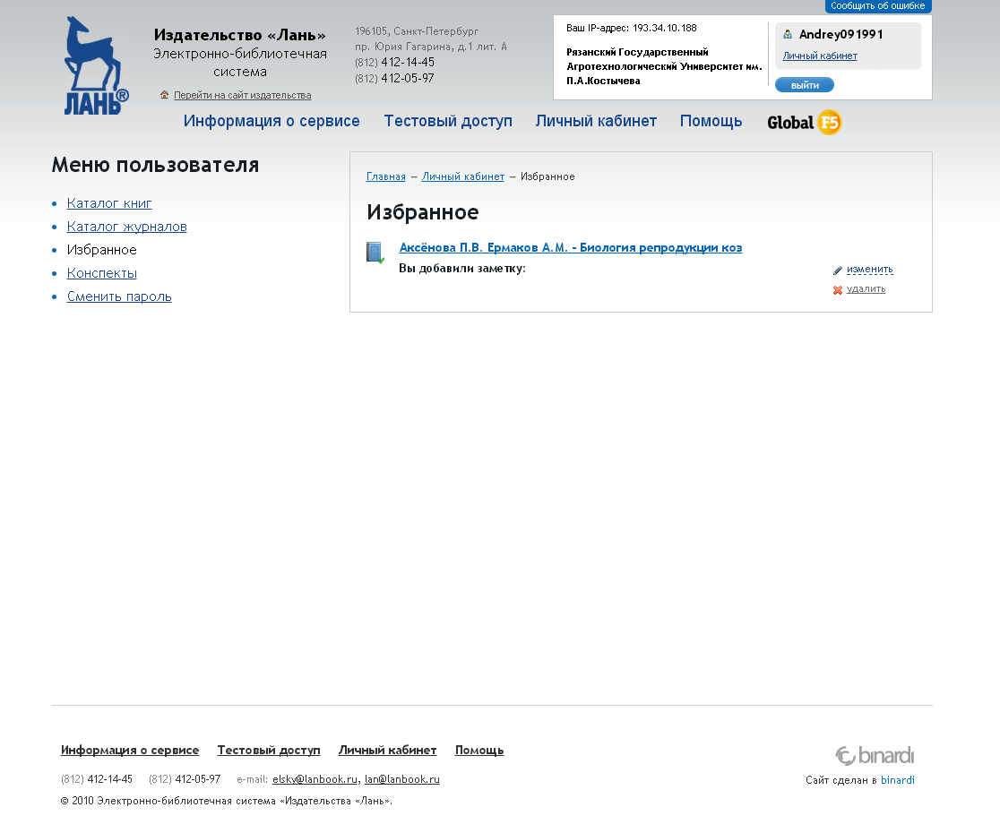 Сообщить об ошибке
ЛАНЬ®
Издательство «Лань»
Электронно-библиотечная
система
Перейти на сайт издательства
196105, Санкт-Петербург
пр. Юрия Гагарина, д.1 лит. А
(812) 412-14-45
(812) 412-05-97
Ваш IP-адрес: 193.34.10.188
Рязанский Государственный
Агротехнологический Университет им.
П.А.Костычева
Andrey091991
Личный кабинет
выйти
Информация о сервисе Тестовый доступ Личный кабинет Помощь Global F5
Меню пользователя
Каталог книг
Каталог журналов
Избранное
Конспекты
Сменить пароль
Главная – Личный кабинет – Избранное
Избранное
Аксёнова П.В. Ермаков А.М. - Биология репродукции коз
Вы добавили заметку:
изменить
удалить
Информация о сервисе Тестовый доступ Личный кабинет Помощь
(812) 412-14-45 (812) 412-05-97 e-mail: elsky@lanbook.ru, lan@lanbook.ru
© 2010 Электронно-библиотечная система «Издательства «Лань».
binardi
Сайт сделан в binardi